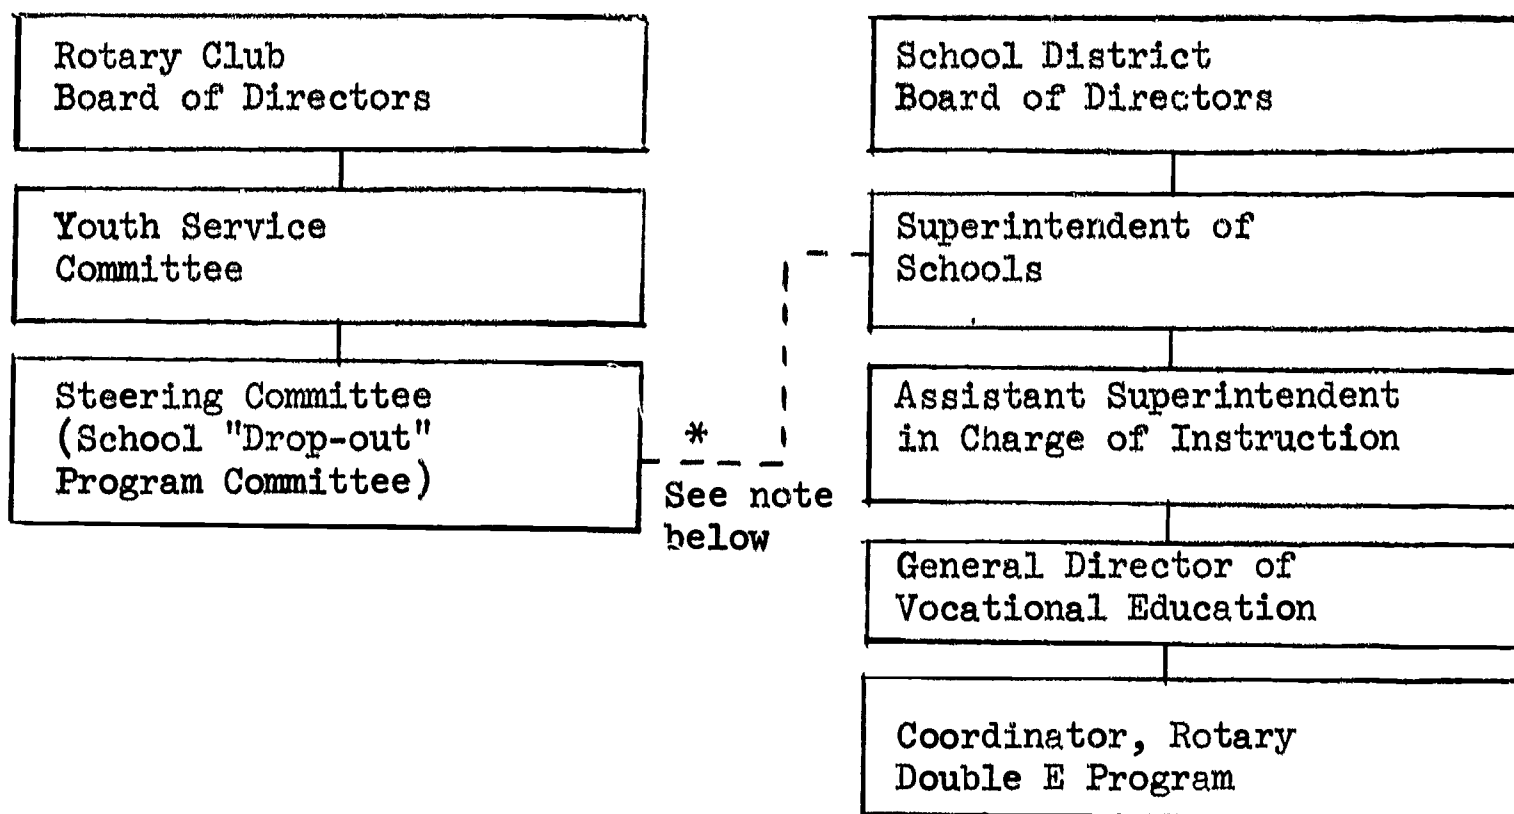 Rotary Club
Board of Directors
Youth Service
Committee
Steering Committee
(School "Drop-out"
Program Committee)
*
See note
below
School District
Board of Directors
Superintendent of
Schools
Assistant Superintendent
in Charge of Instruction
General Director of
Vocational Education
Coordinator, Rotary
Double E Program